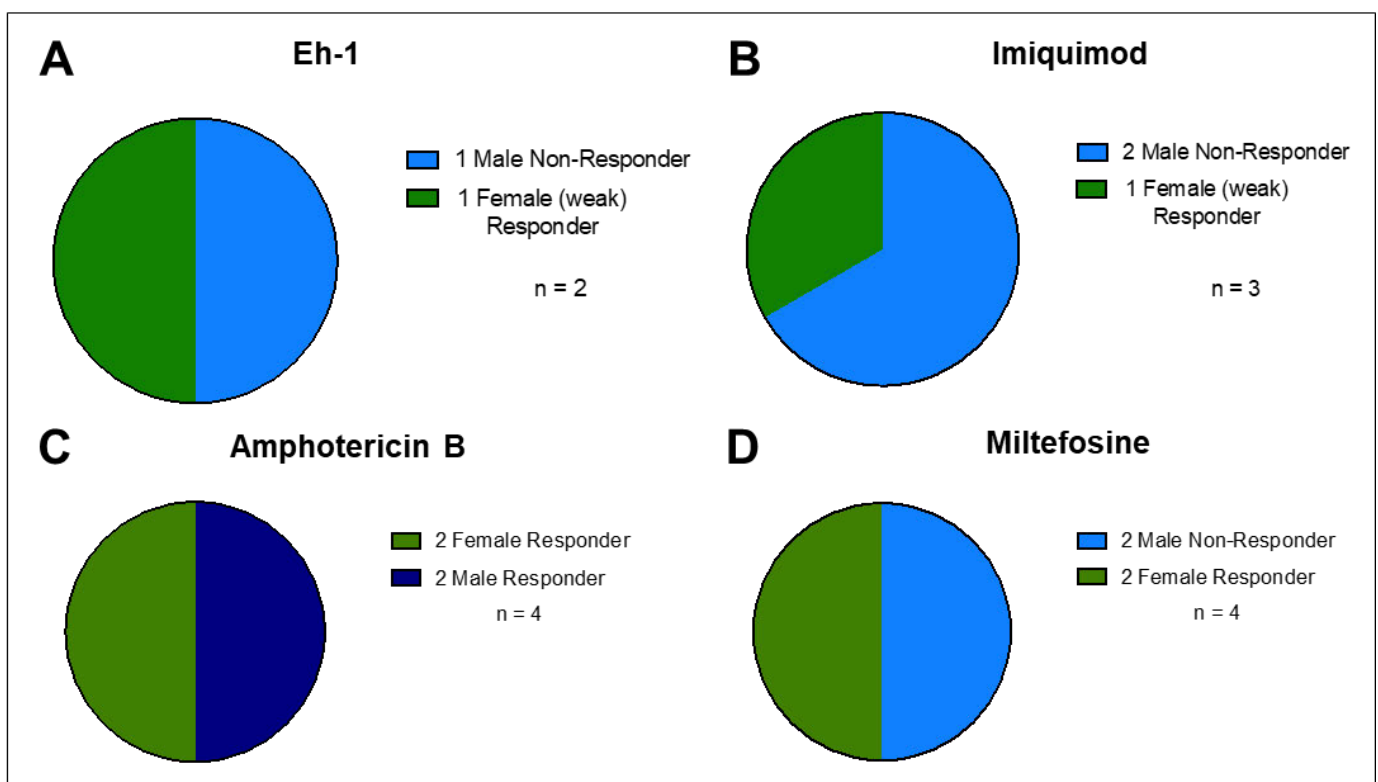 A
Eh-1
1 Male Non-Responder
1 Female (weak)
Responder
n = 2
B
Imiquimod
2 Male Non-Responder
1 Female (weak)
Responder
n = 3
C
Amphotericin B
2 Female Responder
2 Male Responder
n = 4
D
Miltefosine
2 Male Non-Responder
2 Female Responder
n = 4